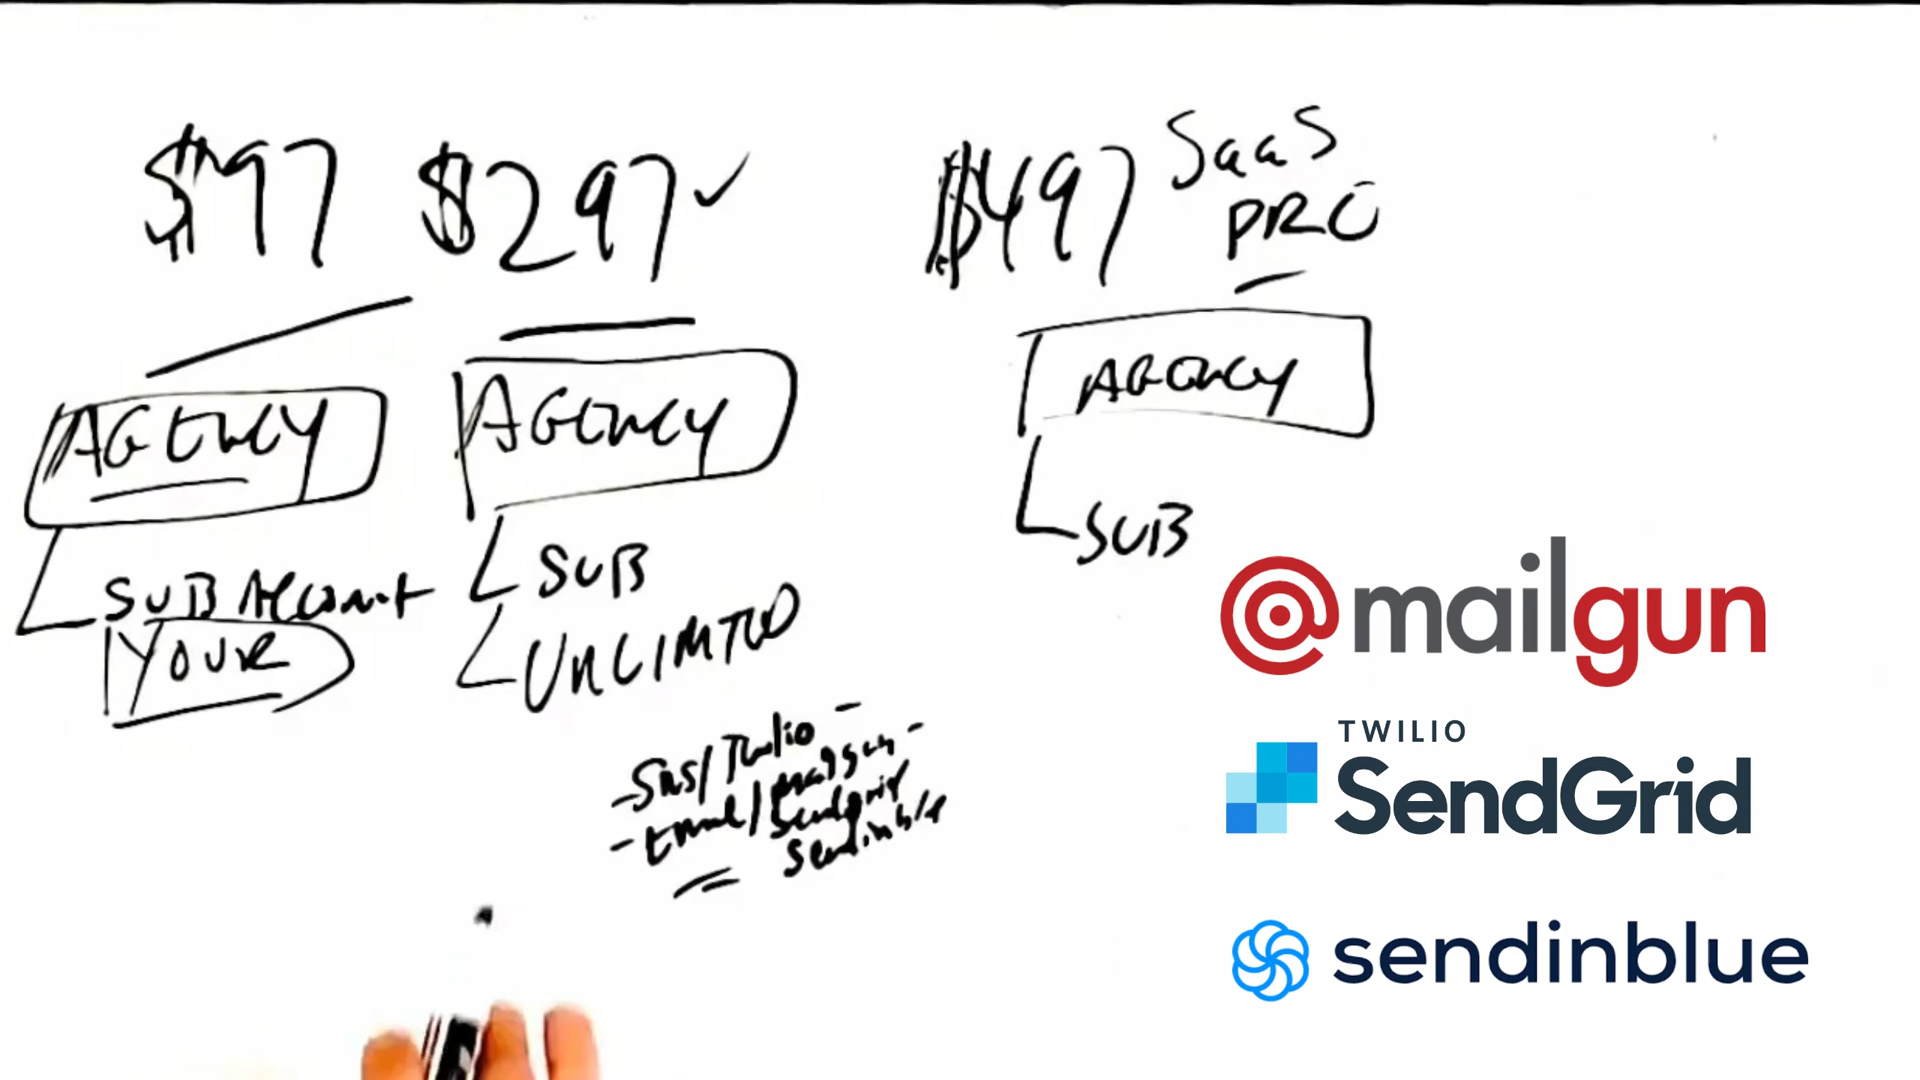 $97
$297 ✓
$497
SaaS
PRO
AGENCY
SUB ACCOUNT
YOUR
AGENCY
SUB
UNLIMTED
- SMS/Twilio -
- Email/mailgun -
Sendgrid
Sendinblue
AGENCY
SUB
@mailgun
TWILIO
SendGrid
sendinblue